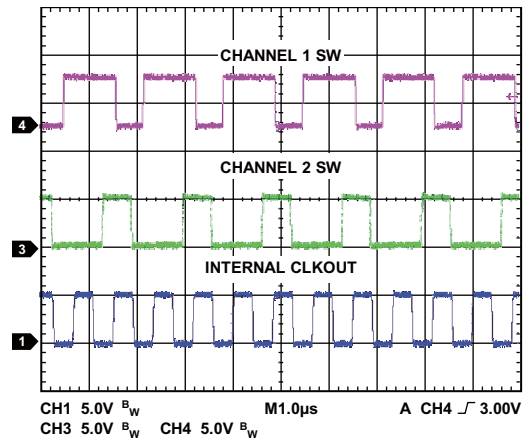 CHANNEL 1 SW
4
CHANNEL 2 SW
3
INTERNAL CLKOUT
1
CH1 5.0V BW M1.0µs A CH4 3.00V
CH3 5.0V BW CH4 5.0V BW